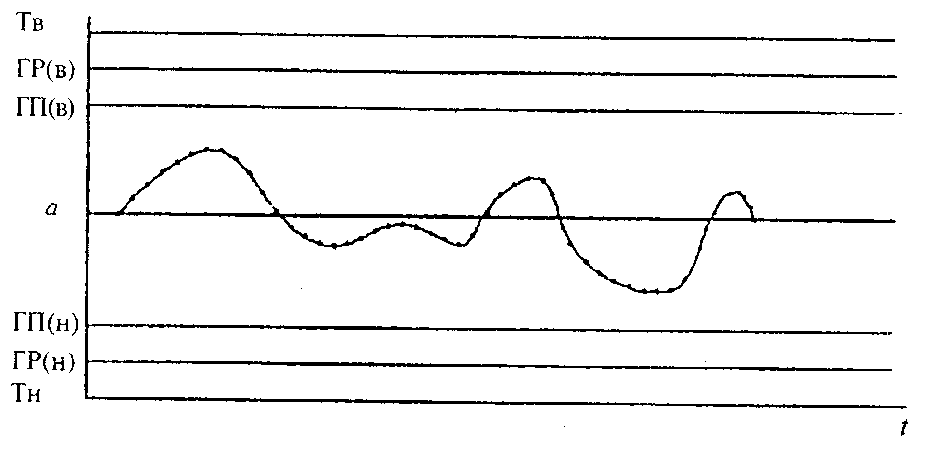 Тв
ГР(в)
ГП(в)
a
ГП(н)
ГР(н)
Тн
t